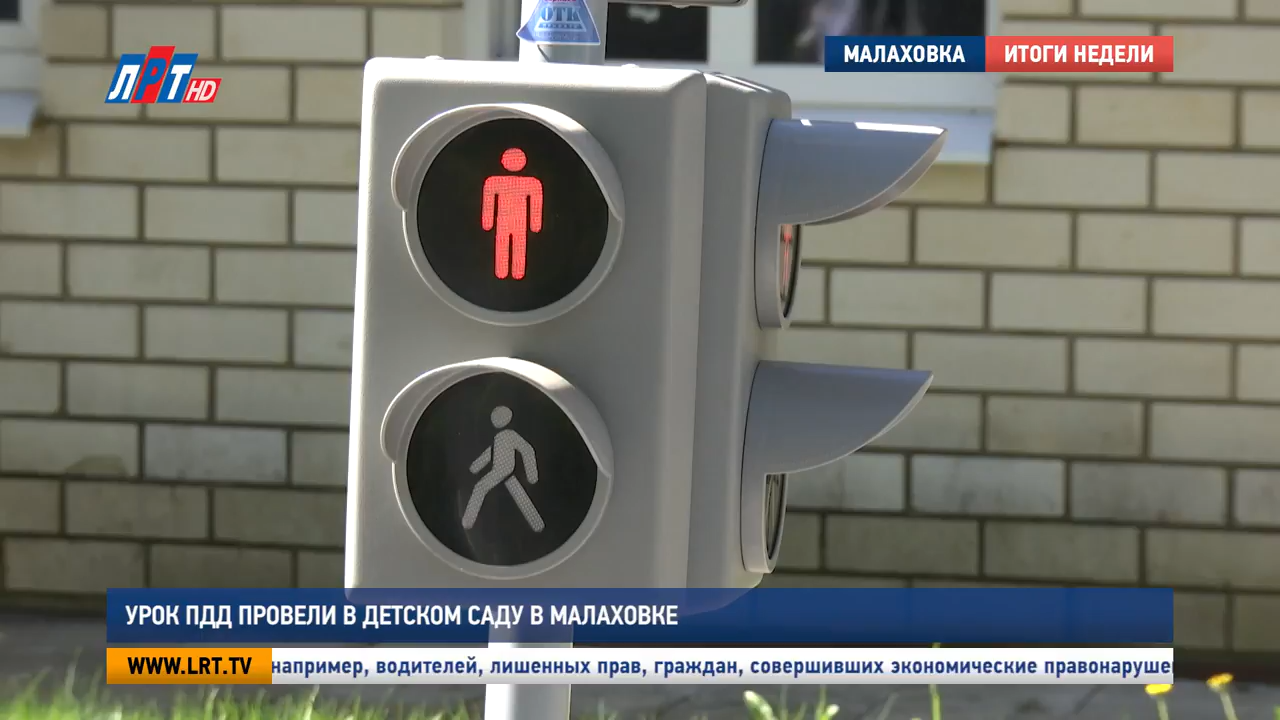 ОТК
ЛРТ HD
МАЛАХОВКА ИТОГИ НЕДЕЛИ
УРОК ПДД ПРОВЕЛИ В ДЕТСКОМ САДУ В МАЛАХОВКЕ
WWW.LRT.TV например, водителей, лишенных прав, граждан, совершивших экономические правонаруше